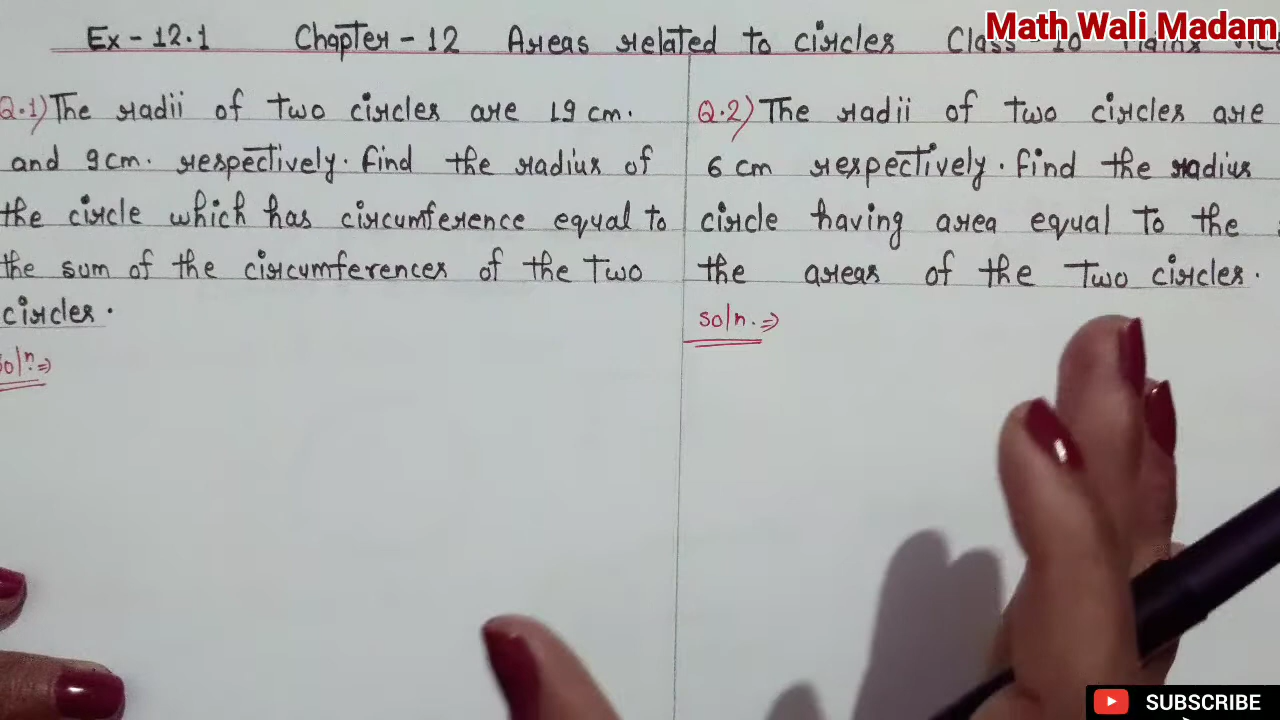 Math Wali Madam
Ex - 12.1 Chapter - 12 Areas related to circles Class - 10
Q.1) The radii of two circles are 19 cm.
and 9 cm. respectively. Find the radius of
the circle which has circumference equal to
the sum of the circumferences of the Two
circles.
Soln. ⇒
Q.2) The radii of two circles are
6 cm respectively. Find the radius
circle having area equal to the
the areas of the Two circles.
Soln. ⇒
SUBSCRIBE